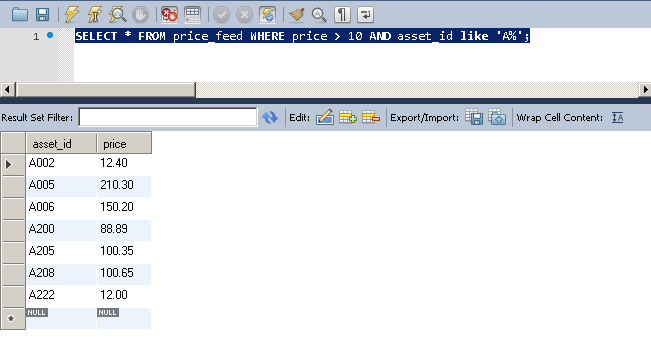 1 SELECT * FROM price_feed WHERE price > 10 AND asset_id like 'A%';
Result Set Filter: Edit: Export/Import: Wrap Cell Content: IA
asset_id price
A002 12.40
A005 210.30
A006 150.20
A200 88.89
A205 100.35
A208 100.65
A222 12.00
* NULL NULL